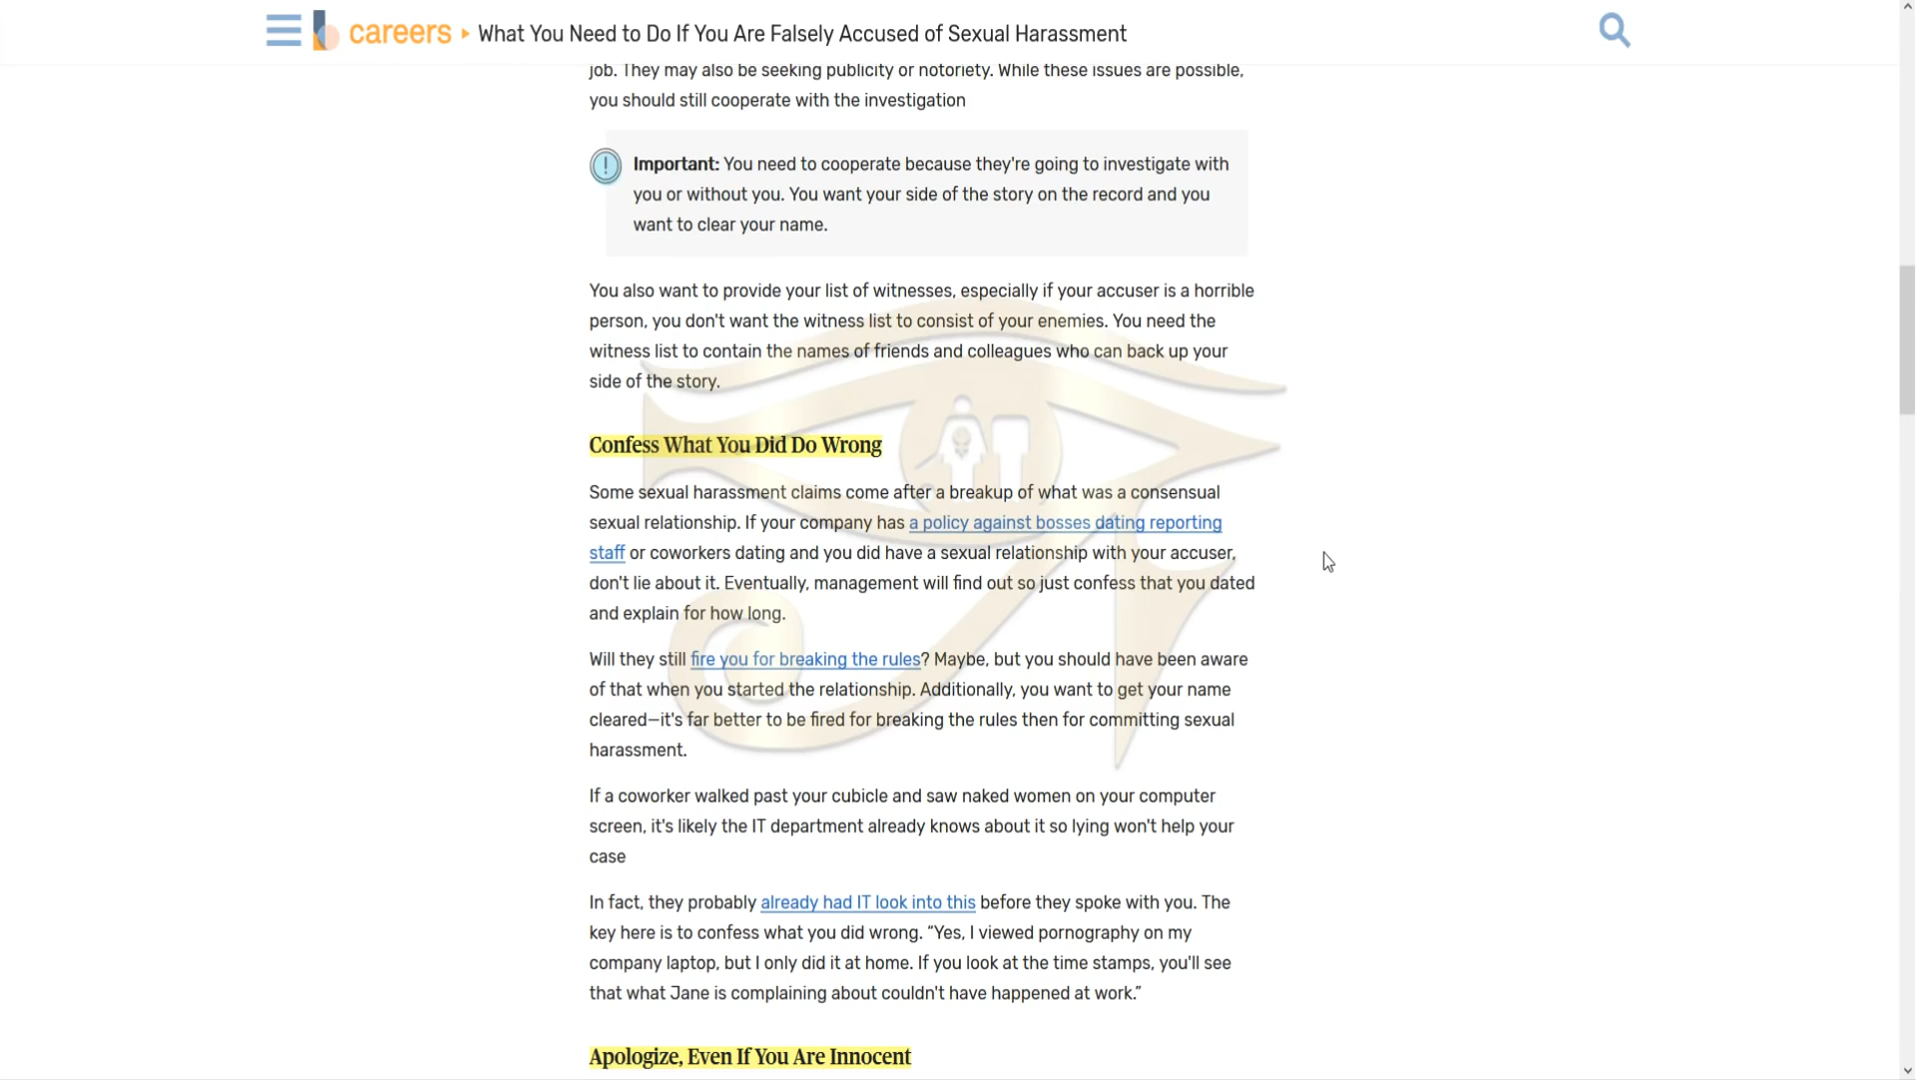 careers ▸ What You Need to Do If You Are Falsely Accused of Sexual Harassment
job. They may also be seeking publicity or notoriety. While these issues are possible,
you should still cooperate with the investigation
Important: You need to cooperate because they're going to investigate with
you or without you. You want your side of the story on the record and you
want to clear your name.
You also want to provide your list of witnesses, especially if your accuser is a horrible
person, you don't want the witness list to consist of your enemies. You need the
witness list to contain the names of friends and colleagues who can back up your
side of the story.
Confess What You Did Do Wrong
Some sexual harassment claims come after a breakup of what was a consensual
sexual relationship. If your company has a policy against bosses dating reporting
staff or coworkers dating and you did have a sexual relationship with your accuser,
don't lie about it. Eventually, management will find out so just confess that you dated
and explain for how long.
Will they still fire you for breaking the rules? Maybe, but you should have been aware
of that when you started the relationship. Additionally, you want to get your name
cleared—it's far better to be fired for breaking the rules then for committing sexual
harassment.
If a coworker walked past your cubicle and saw naked women on your computer
screen, it's likely the IT department already knows about it so lying won't help your
case
In fact, they probably already had IT look into this before they spoke with you. The
key here is to confess what you did wrong. “Yes, I viewed pornography on my
company laptop, but I only did it at home. If you look at the time stamps, you'll see
that what Jane is complaining about couldn't have happened at work.”
Apologize, Even If You Are Innocent